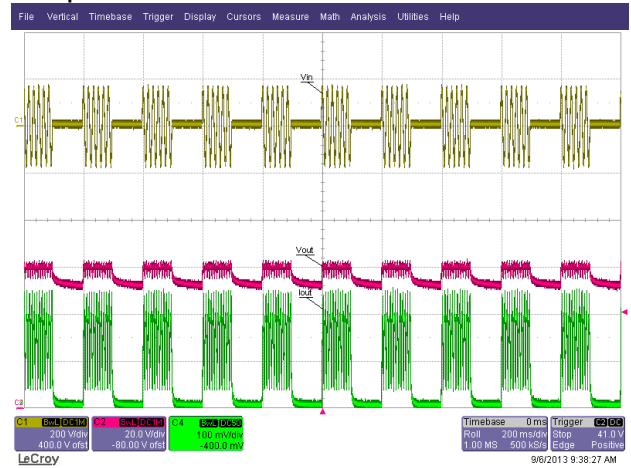 File Vertical Timebase Trigger Display Cursors Measure Math Analysis Utilities Help
Vin
C1
Vout
Iout
C3
C1 BwL DC1M
200 V/div
400.0 V ofst
C2 BwL DC1M
20.0 V/div
-80.00 V ofst
C4 BwL DC50
100 mV/div
-400.0 mV
Timebase 0 ms
Roll 200 ms/div
1.00 MS 500 kS/s
Trigger C2 DC
Stop 41.0 V
Edge Positive
LeCroy
9/6/2013 9:38:27 AM